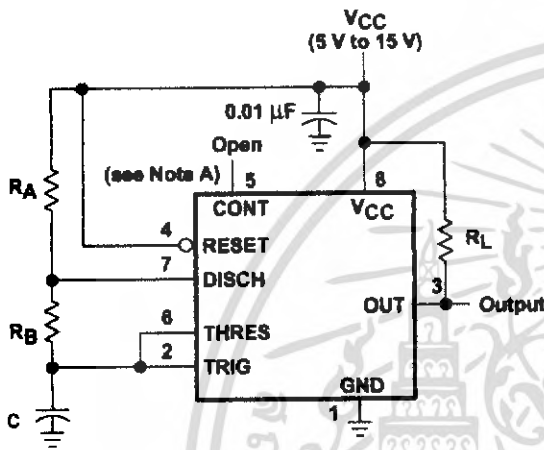 VCC
(5 V to 15 V)
0.01 µF
Open
(see Note A)
5
8
RA
CONT
VCC
RL
4
RESET
7
DISCH
3
OUT
Output
RB
6
THRES
2
TRIG
GND
1
C